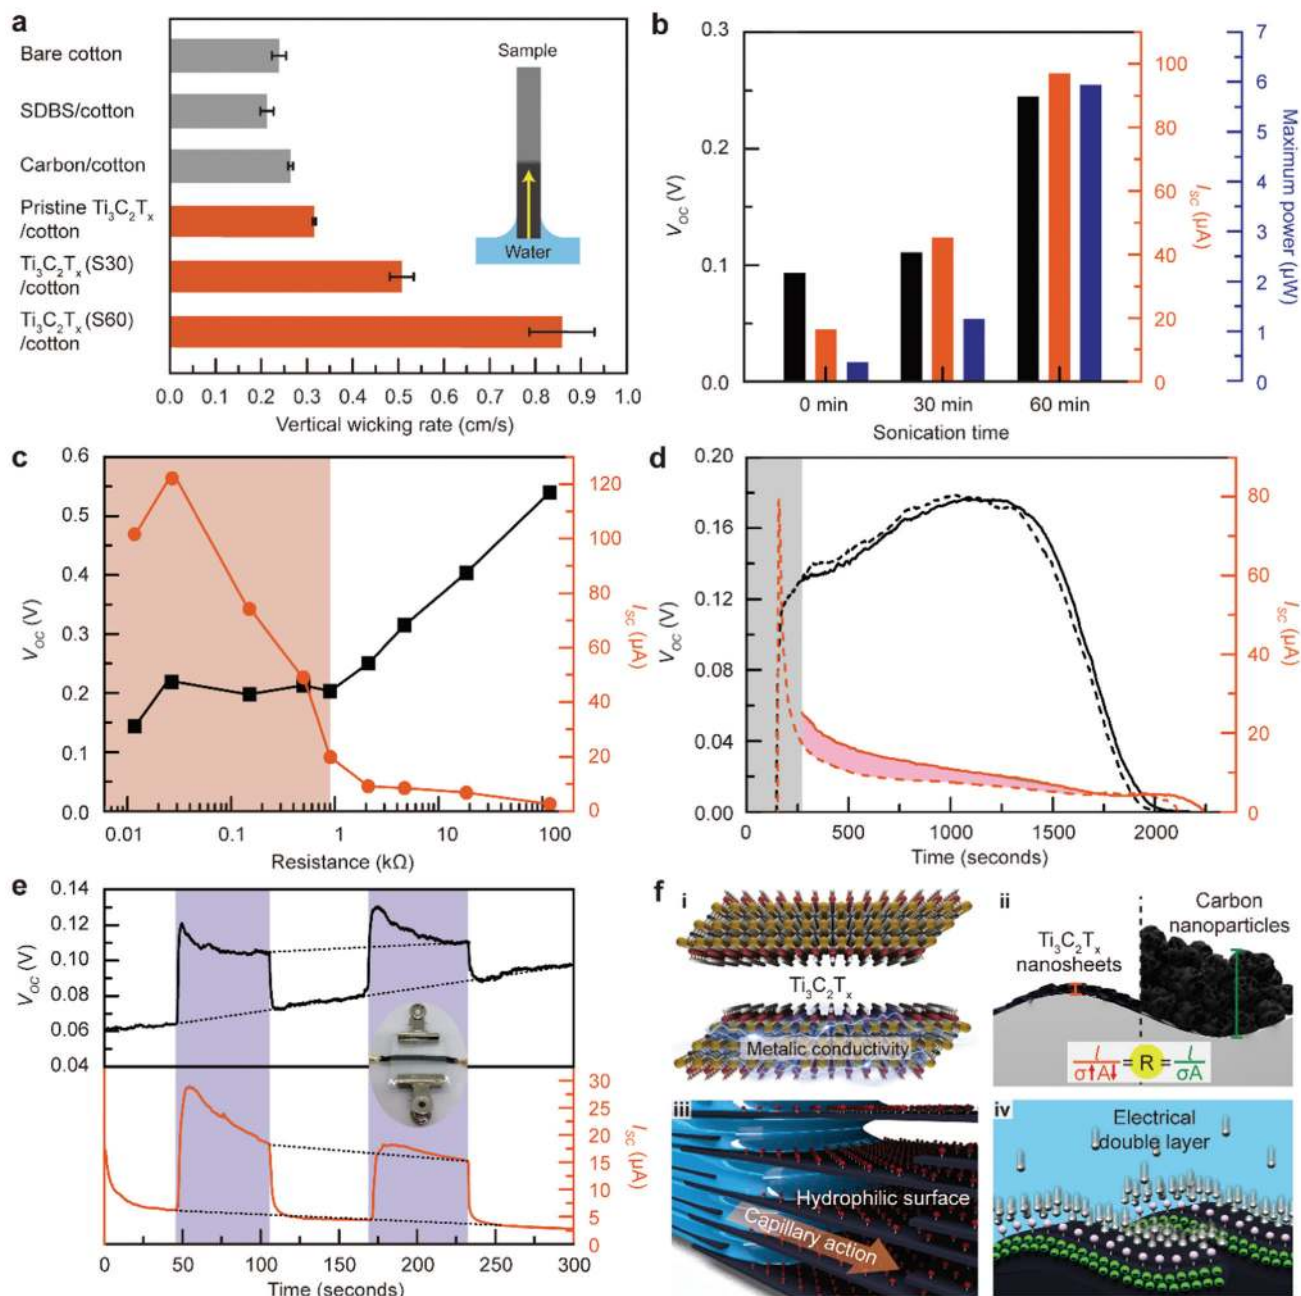 a
Bare cotton
SDBS/cotton
Carbon/cotton
Pristine Ti₃C₂Tₓ
/cotton
Ti₃C₂Tₓ (S30)
/cotton
Ti₃C₂Tₓ (S60)
/cotton
Sample
Water
0.0 0.1 0.2 0.3 0.4 0.5 0.6 0.7 0.8 0.9 1.0
Vertical wicking rate (cm/s)
b
0.3
0.2
0.1
0.0
V_OC (V)
100
80
60
40
20
0
I_SC (μA)
7
6
5
4
3
2
1
0
Maximum power (μW)
0 min 30 min 60 min
Sonication time
c
0.6
0.5
0.4
0.3
0.2
0.1
0.0
V_OC (V)
120
100
80
60
40
20
0
I_SC (μA)
0.01 0.1 1 10 100
Resistance (kΩ)
d
0.20
0.16
0.12
0.08
0.04
0.00
V_OC (V)
80
60
40
20
0
I_SC (μA)
0 500 1000 1500 2000
Time (seconds)
e
0.14
0.12
0.10
0.08
0.06
0.04
V_OC (V)
30
25
20
15
10
5
0
I_SC (μA)
0 50 100 150 200 250 300
Time (seconds)
f
i
Ti₃C₂Tₓ
Metalic conductivity
ii
Carbon
nanoparticles
Ti₃C₂Tₓ
nanosheets
l/σ↑A↓ = R = l/σA
iii
Hydrophilic surface
Capillary action
iv
Electrical
double layer